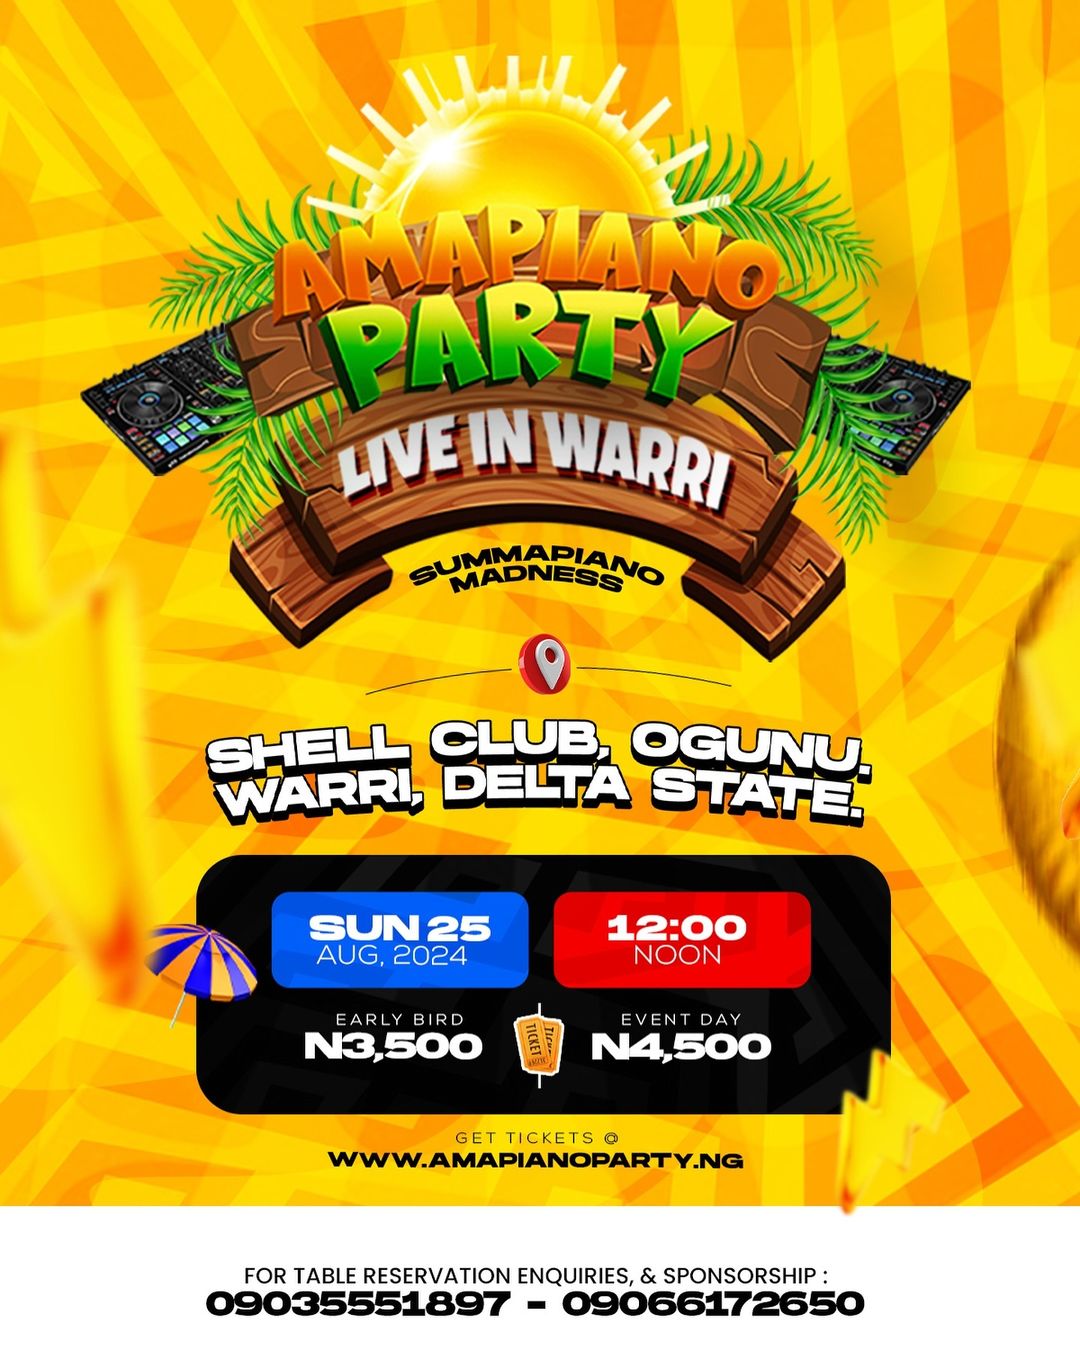 AMAPIANO
PARTY
LIVE IN WARRI
SUMMAPIANO
MADNESS
SHELL CLUB, OGUNU.
WARRI, DELTA STATE.
SUN 25
AUG, 2024
12:00
NOON
EARLY BIRD
N3,500
TICKET
EVENT DAY
N4,500
GET TICKETS @
WWW.AMAPIANOPARTY.NG
FOR TABLE RESERVATION ENQUIRIES, & SPONSORSHIP :
09035551897 - 09066172650